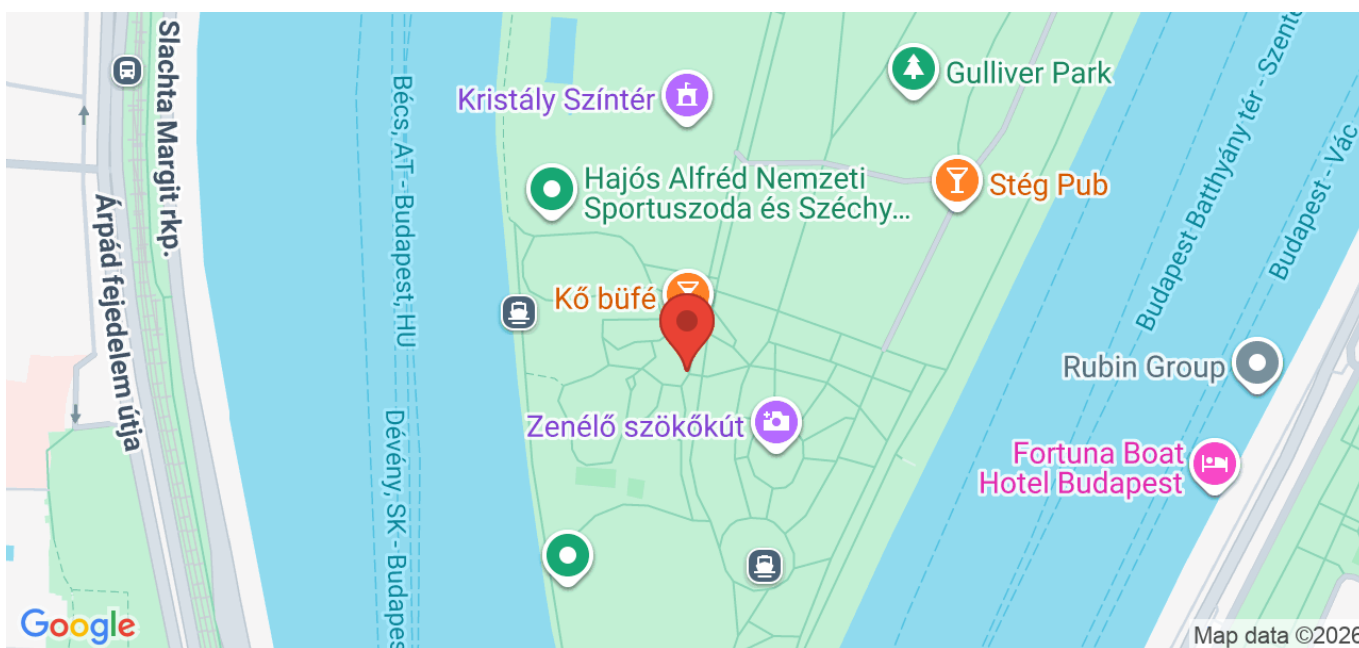 Slachta Margit rkp.
Árpád fejedelem útja
Bécs, AT - Budapest, HU
Dévény, SK - Budapes
Kristály Színtér
Gulliver Park
Hajós Alfréd Nemzeti
Sportuszoda és Széchy...
Stég Pub
Budapest Batthyány tér - Szente
Budapest - Vác
Kő büfé
Rubin Group
Zenélő szökőkút
Fortuna Boat
Hotel Budapest
Google
Map data ©2026